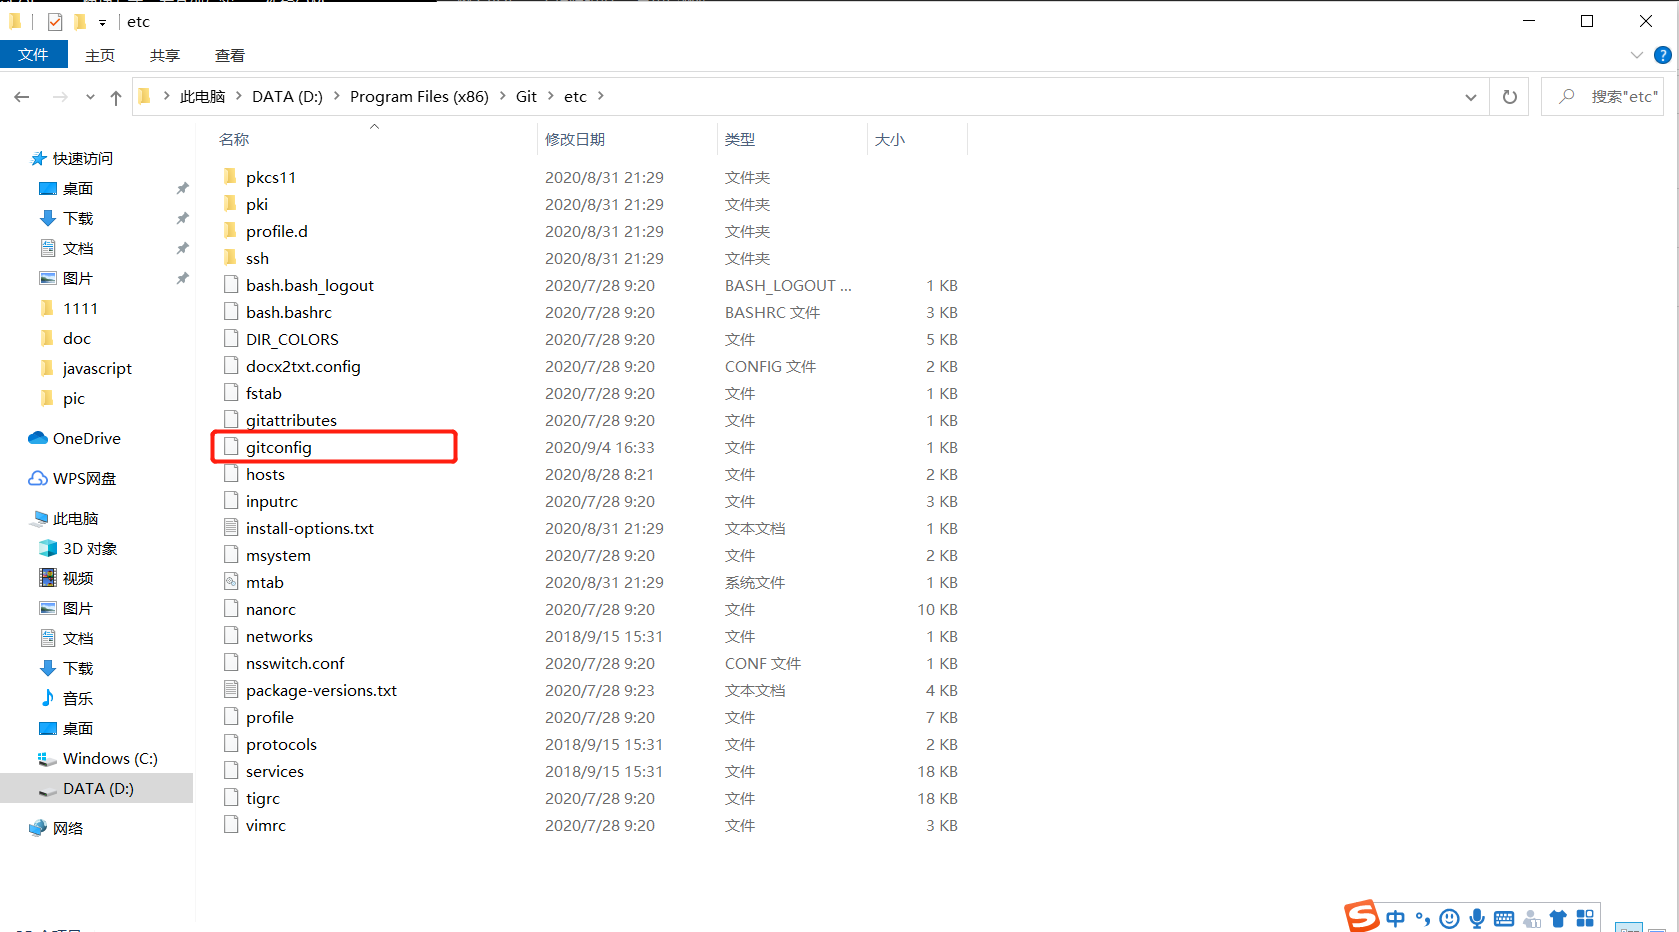 etc
文件 主页 共享 查看
此电脑 DATA (D:) Program Files (x86) Git etc 搜索"etc"
名称 修改日期 类型 大小
快速访问
桌面
下载
文档
图片
1111
doc
javascript
pic
OneDrive
WPS网盘
此电脑
3D 对象
视频
图片
文档
下载
音乐
桌面
Windows (C:)
DATA (D:)
网络
pkcs11 2020/8/31 21:29 文件夹
pki 2020/8/31 21:29 文件夹
profile.d 2020/8/31 21:29 文件夹
ssh 2020/8/31 21:29 文件夹
bash.bash_logout 2020/7/28 9:20 BASH_LOGOUT ... 1 KB
bash.bashrc 2020/7/28 9:20 BASHRC 文件 3 KB
DIR_COLORS 2020/7/28 9:20 文件 5 KB
docx2txt.config 2020/7/28 9:20 CONFIG 文件 2 KB
fstab 2020/7/28 9:20 文件 1 KB
gitattributes 2020/7/28 9:20 文件 1 KB
gitconfig 2020/9/4 16:33 文件 1 KB
hosts 2020/8/28 8:21 文件 2 KB
inputrc 2020/7/28 9:20 文件 3 KB
install-options.txt 2020/8/31 21:29 文本文档 1 KB
msystem 2020/7/28 9:20 文件 2 KB
mtab 2020/8/31 21:29 系统文件 1 KB
nanorc 2020/7/28 9:20 文件 10 KB
networks 2018/9/15 15:31 文件 1 KB
nsswitch.conf 2020/7/28 9:20 CONF 文件 1 KB
package-versions.txt 2020/7/28 9:23 文本文档 4 KB
profile 2020/7/28 9:20 文件 7 KB
protocols 2018/9/15 15:31 文件 2 KB
services 2018/9/15 15:31 文件 18 KB
tigrc 2020/7/28 9:20 文件 18 KB
vimrc 2020/7/28 9:20 文件 3 KB
中